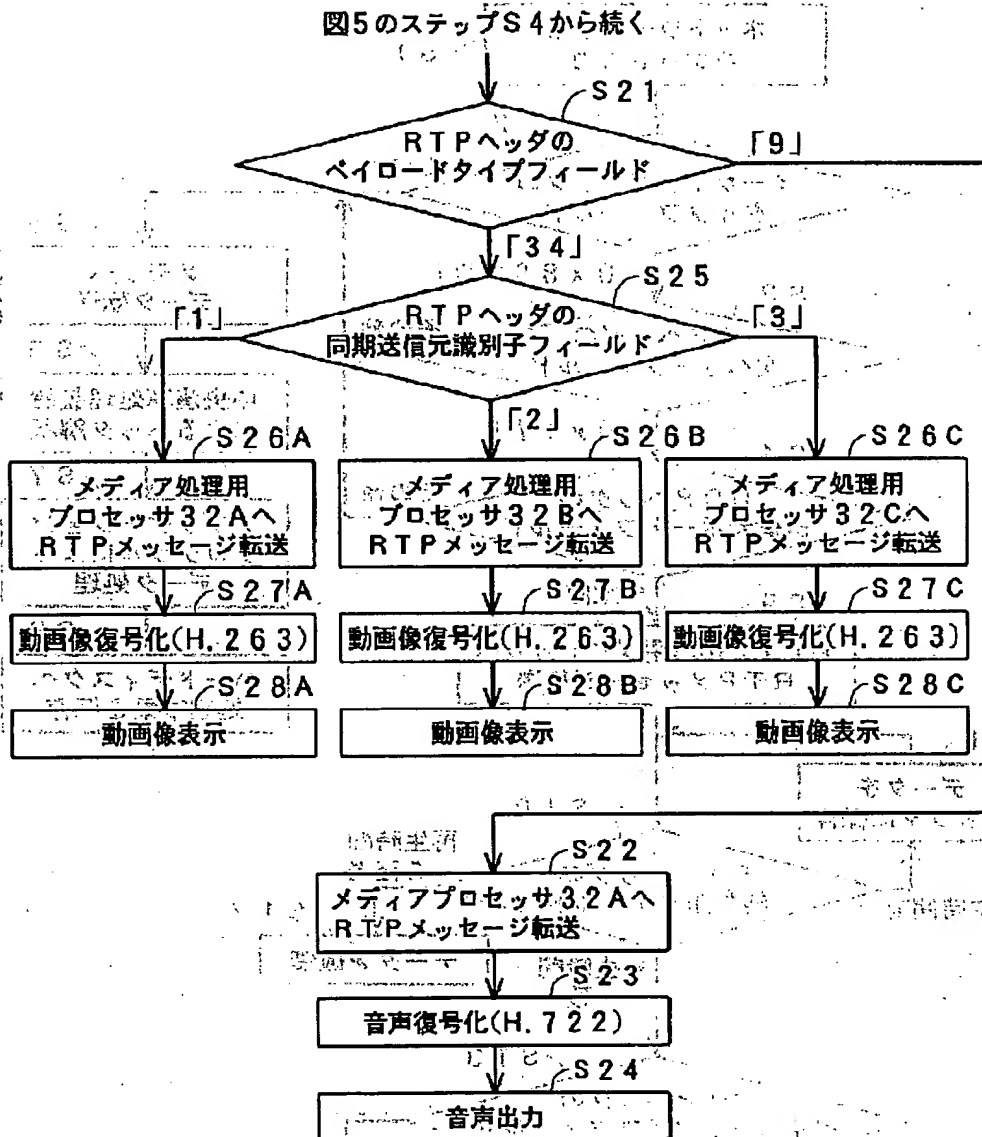 図5のステップS4から続く
S21
RTPヘッダの
ペイロードタイプフィールド
「9」
「34」
S25
RTPヘッダの
同期送信元識別子フィールド
「1」
「3」
「2」
S26A
メディア処理用
プロセッサ32Aへ
RTPメッセージ転送
S26B
メディア処理用
プロセッサ32Bへ
RTPメッセージ転送
S26C
メディア処理用
プロセッサ32Cへ
RTPメッセージ転送
S27A
動画像復号化(H.263)
S27B
動画像復号化(H.263)
S27C
動画像復号化(H.263)
S28A
動画像表示
S28B
動画像表示
S28C
動画像表示
S22
メディアプロセッサ32Aへ
RTPメッセージ転送
S23
音声復号化(H.722)
S24
音声出力